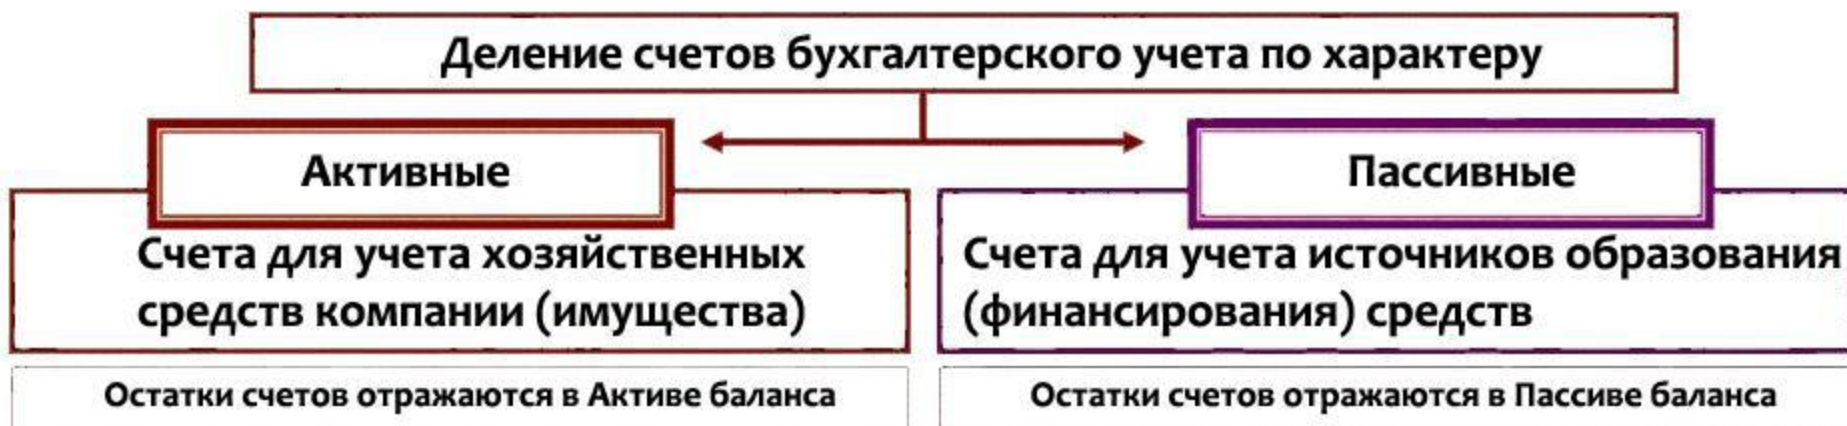 Деление счетов бухгалтерского учета по характеру
Активные
Счета для учета хозяйственных
средств компании (имущества)
Остатки счетов отражаются в Активе баланса
Пассивные
Счета для учета источников образования
(финансирования) средств
Остатки счетов отражаются в Пассиве баланса